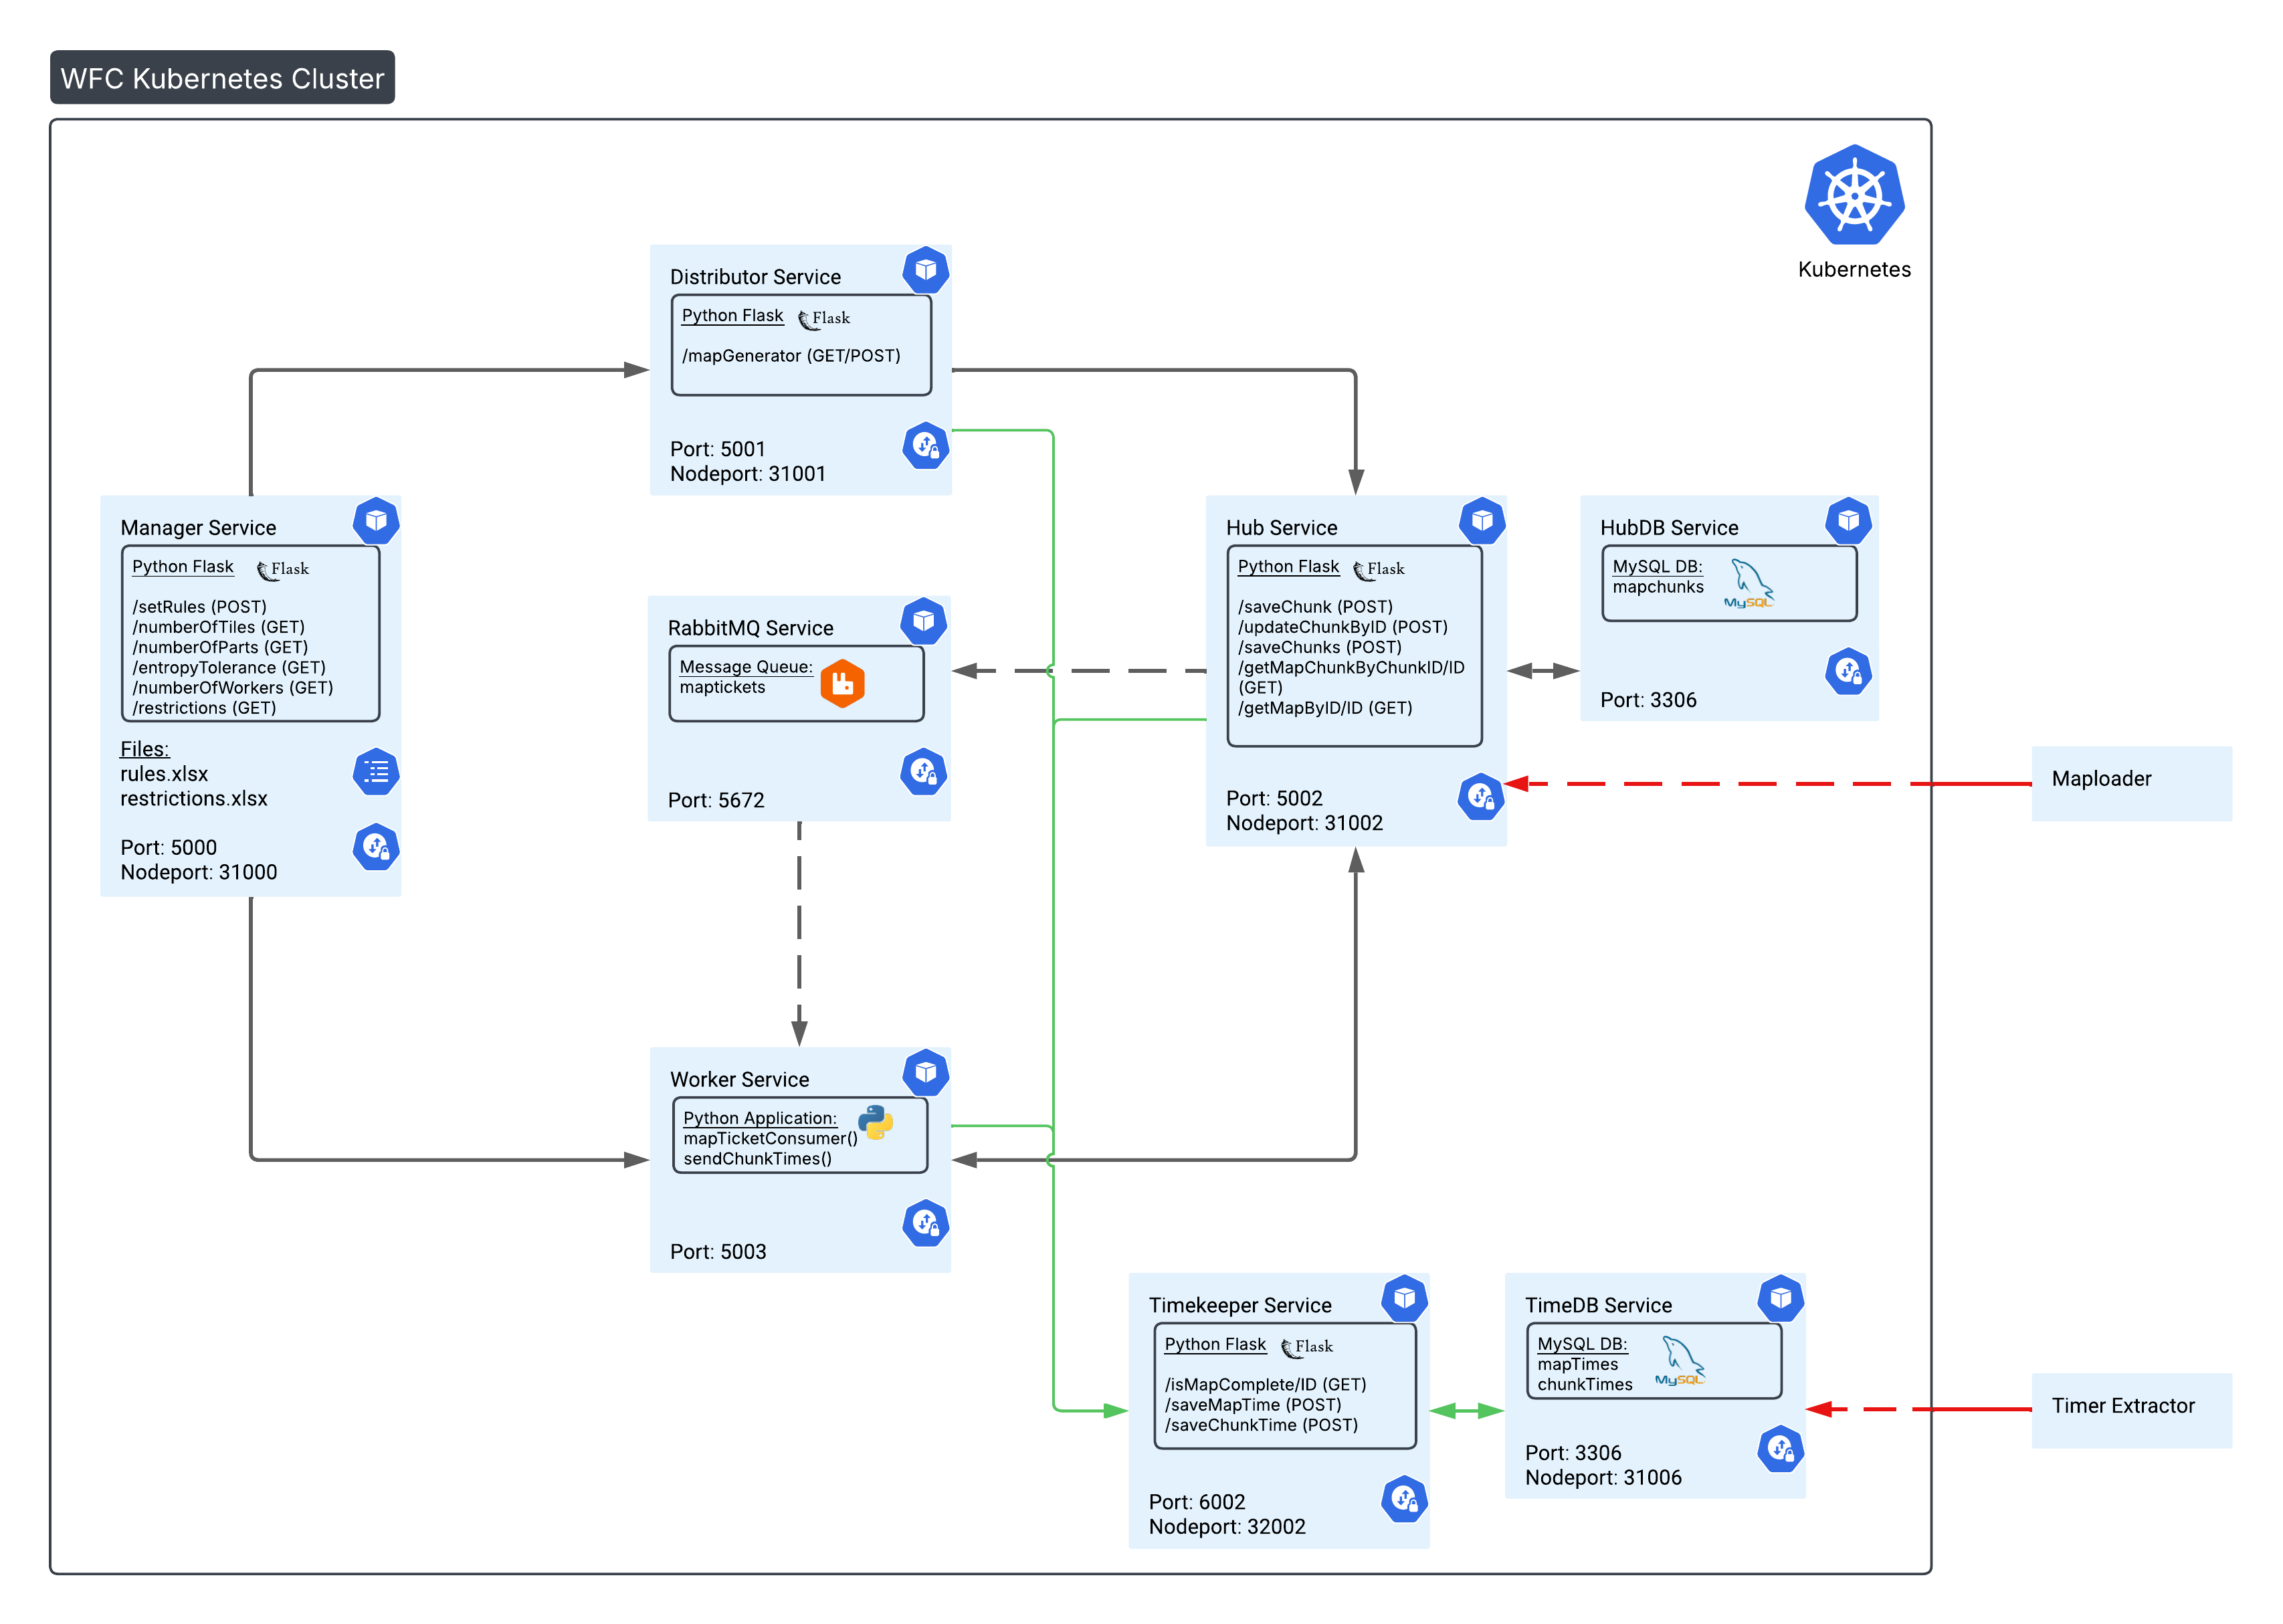 WFC Kubernetes Cluster
Kubernetes
Distributor Service
Python Flask
Flask
/mapGenerator (GET/POST)
Port: 5001
Nodeport: 31001
Manager Service
Python Flask
Flask
/setRules (POST)
/numberOfTiles (GET)
/numberOfParts (GET)
/entropyTolerance (GET)
/numberOfWorkers (GET)
/restrictions (GET)
Files:
rules.xlsx
restrictions.xlsx
Port: 5000
Nodeport: 31000
RabbitMQ Service
Message Queue:
maptickets
Port: 5672
Hub Service
Python Flask
Flask
/saveChunk (POST)
/updateChunkByID (POST)
/saveChunks (POST)
/getMapChunkByChunkID/ID
(GET)
/getMapByID/ID (GET)
Port: 5002
Nodeport: 31002
HubDB Service
MySQL DB:
mapchunks
MySQL
Port: 3306
Maploader
Worker Service
Python Application:
mapTicketConsumer()
sendChunkTimes()
Port: 5003
Timekeeper Service
Python Flask
Flask
/isMapComplete/ID (GET)
/saveMapTime (POST)
/saveChunkTime (POST)
Port: 6002
Nodeport: 32002
TimeDB Service
MySQL DB:
mapTimes
chunkTimes
MySQL
Port: 3306
Nodeport: 31006
Timer Extractor